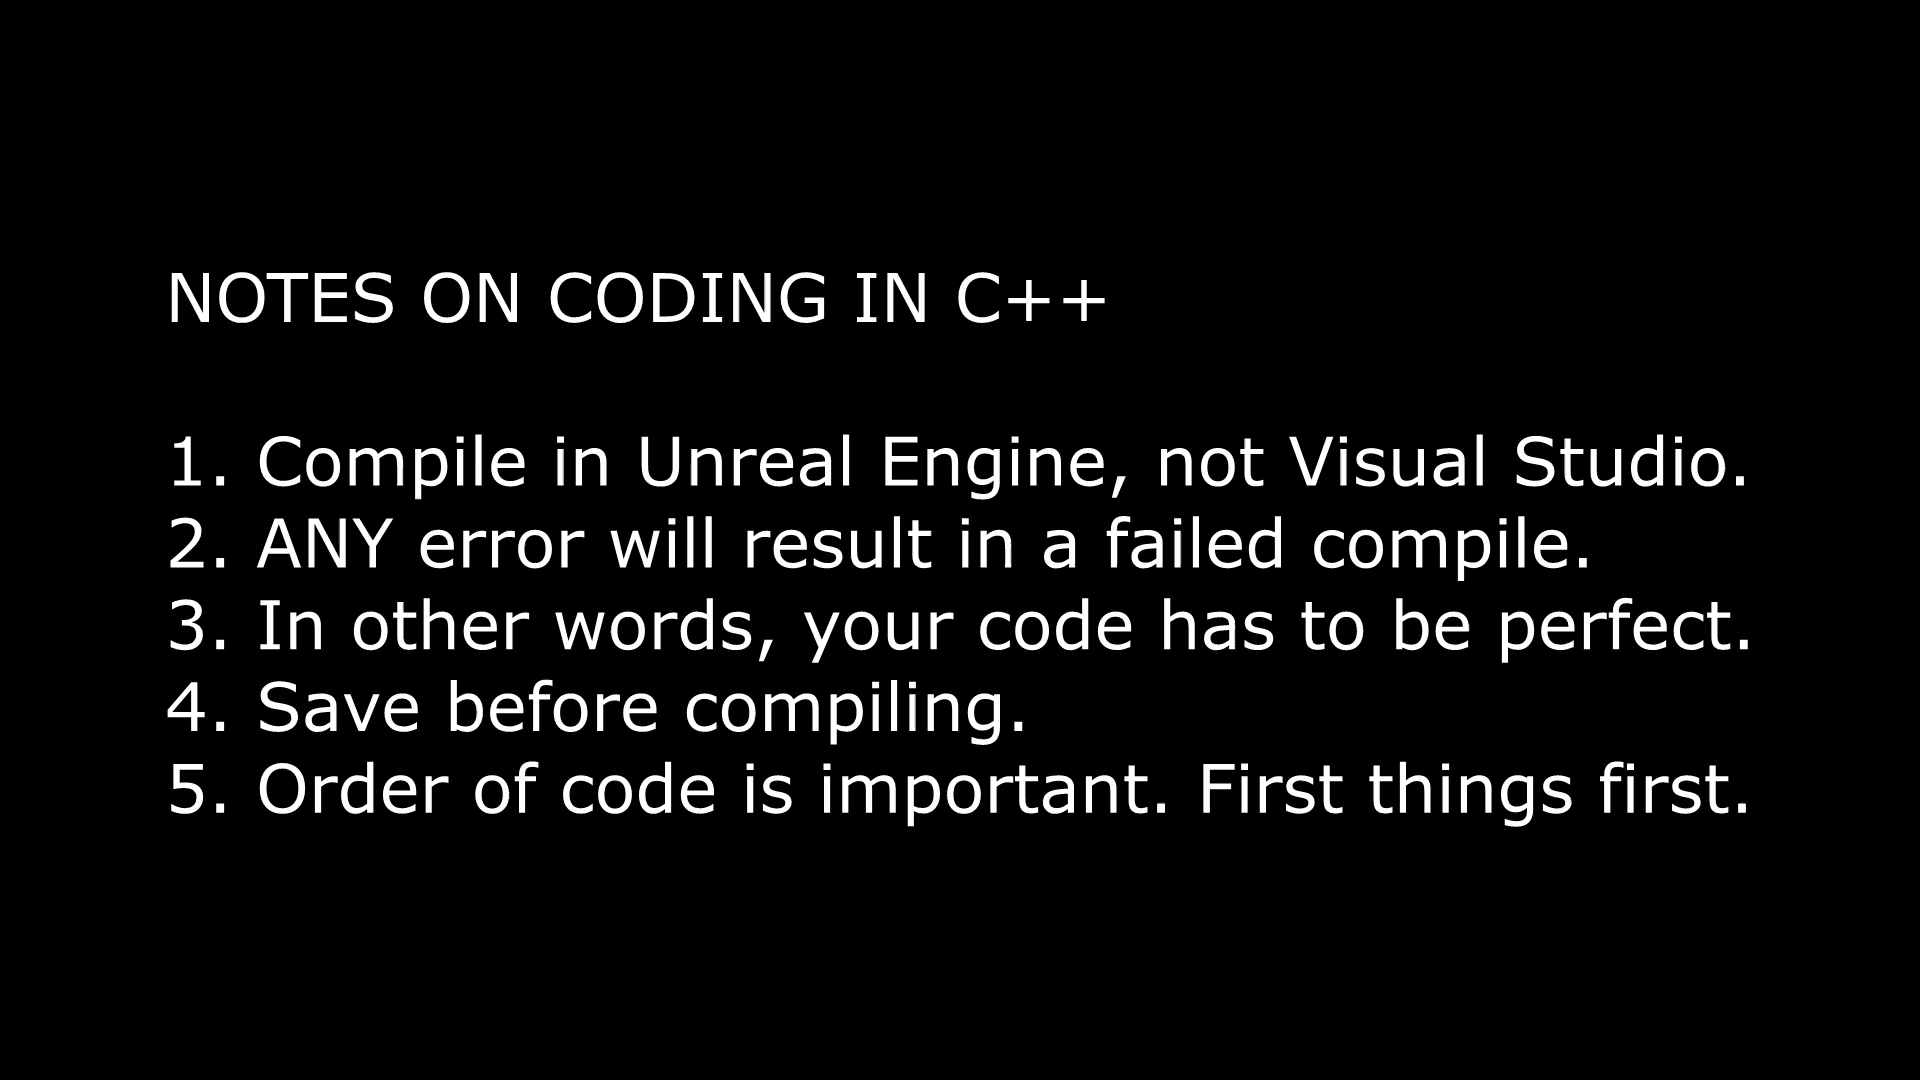 NOTES ON CODING IN C++
1. Compile in Unreal Engine, not Visual Studio.
2. ANY error will result in a failed compile.
3. In other words, your code has to be perfect.
4. Save before compiling.
5. Order of code is important. First things first.